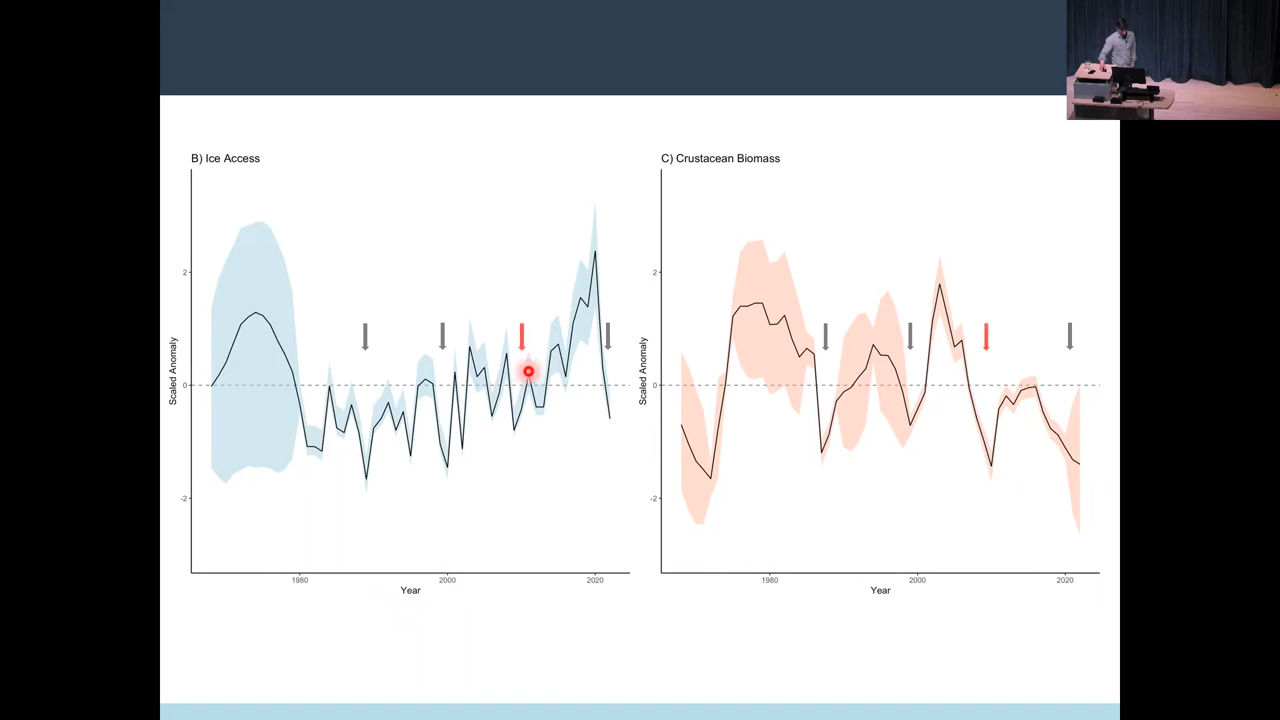 B) Ice Access
2
0
-2
Scaled Anomaly
1980
2000
2020
Year
C) Crustacean Biomass
2
0
-2
Scaled Anomaly
1980
2000
2020
Year